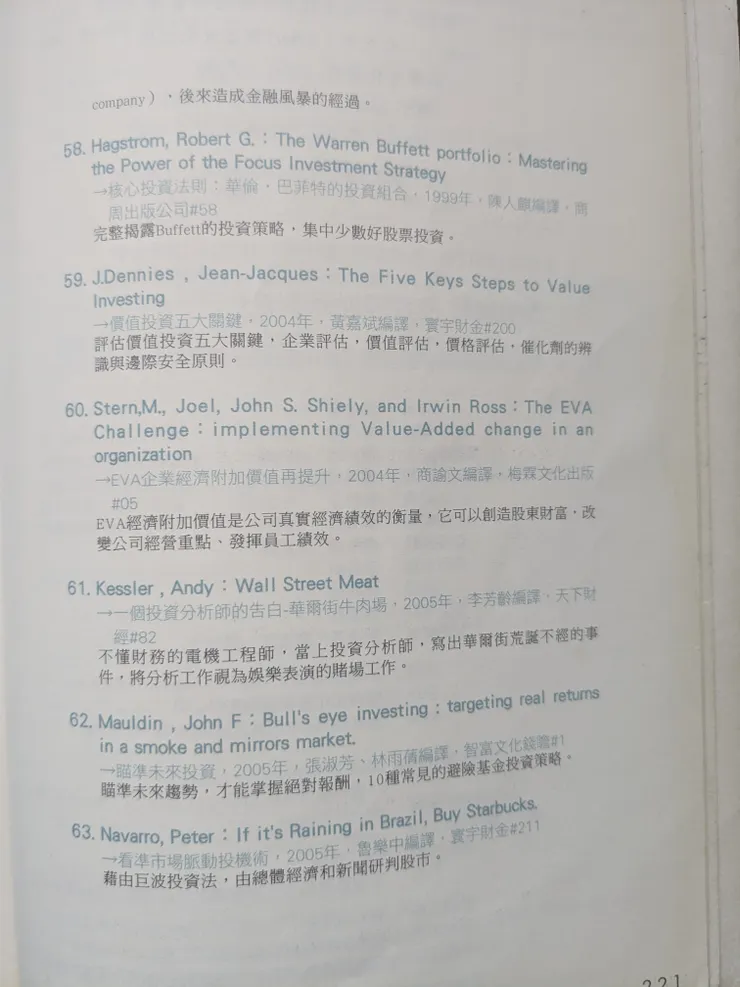 company），後來造成金融風暴的經過。
58. Hagstrom, Robert G.：The Warren Buffett portfolio：Mastering
the Power of the Focus Investment Strategy
→核心投資法則：華倫．巴菲特的投資組合，1999年，陳人麒編譯，商
周出版公司#58
完整揭露Buffett的投資策略，集中少數好股票投資。
59. J.Dennies , Jean-Jacques：The Five Keys Steps to Value
Investing
→價值投資五大關鍵，2004年，黃嘉斌編譯，寰宇財金#200
評估價值投資五大關鍵，企業評估，價值評估，價格評估，催化劑的辨
識與邊際安全原則。
60. Stern,M., Joel, John S. Shiely, and Irwin Ross：The EVA
Challenge：implementing Value-Added change in an
organization
→EVA企業經濟附加價值再提升，2004年，商諭文編譯，梅霖文化出版
#05
EVA經濟附加價值是公司真實經濟績效的衡量，它可以創造股東財富，改
變公司經營重點、發揮員工績效。
61. Kessler , Andy：Wall Street Meat
→一個投資分析師的告白-華爾街牛肉場，2005年，李芳齡編譯，天下財
經#82
不懂財務的電機工程師，當上投資分析師，寫出華爾街荒誕不經的事
件，將分析工作視為娛樂表演的賭場工作。
62. Mauldin , John F：Bull's eye investing：targeting real returns
in a smoke and mirrors market.
→瞄準未來投資，2005年，張淑芳、林雨蒨編譯，智富文化錢瞻#1
瞄準未來趨勢，才能掌握絕對報酬，10種常見的避險基金投資策略。
63. Navarro, Peter：If it's Raining in Brazil, Buy Starbucks.
→看準市場脈動投機術，2005年，魯樂中編譯，寰宇財金#211
藉由巨波投資法，由總體經濟和新聞研判股市。
221